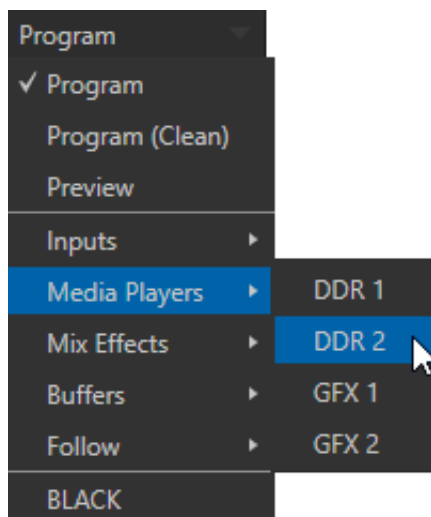 Program
Program
Program (Clean)
Preview
Inputs
Media Players
Mix Effects
Buffers
Follow
BLACK
DDR 1
DDR 2
GFX 1
GFX 2